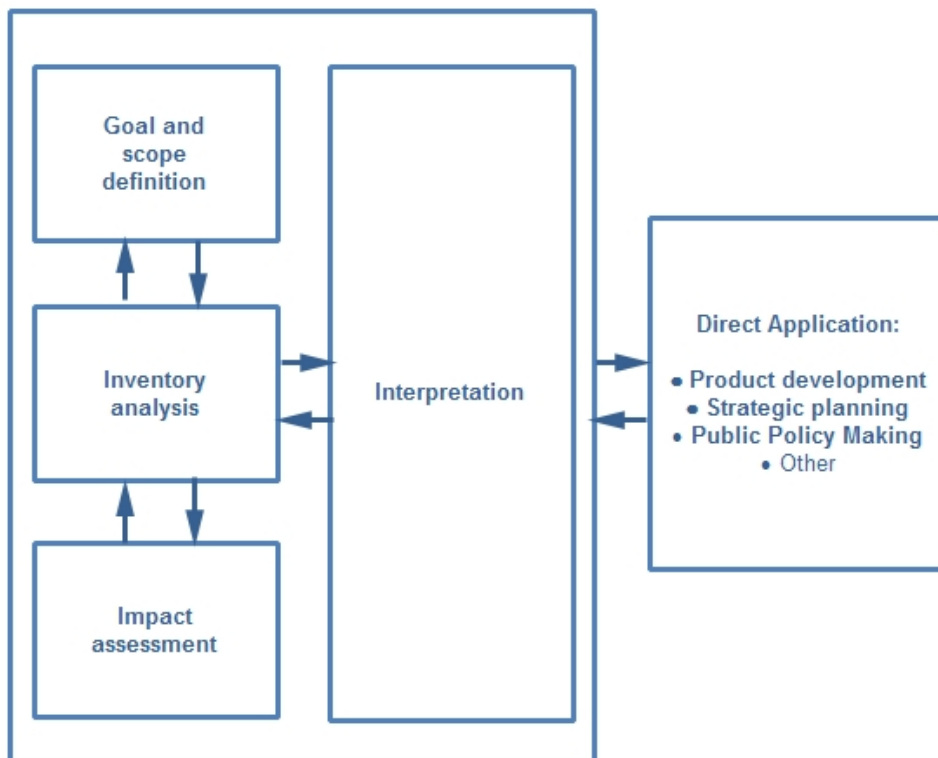 Goal and
scope
definition
Inventory
analysis
Impact
assessment
Interpretation
Direct Application:
• Product development
• Strategic planning
• Public Policy Making
• Other